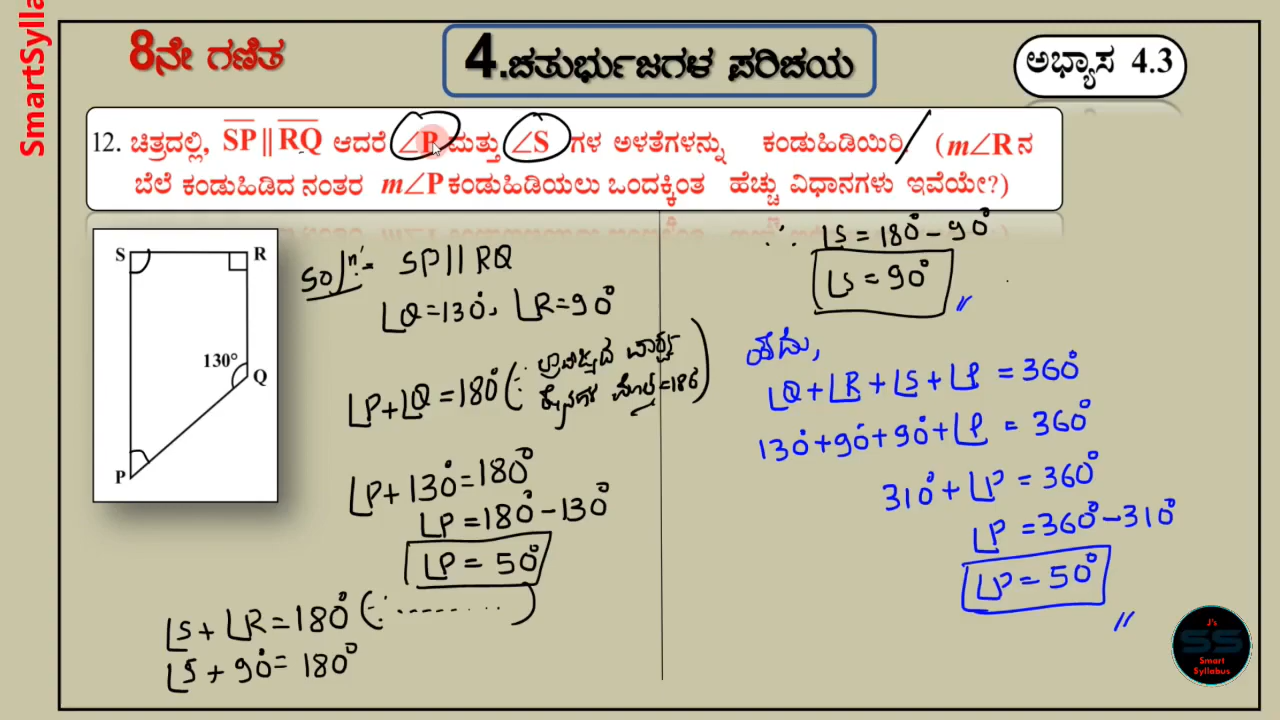 SmartSylla
8ನೇ ಗಣಿತ
4.ಚತುರ್ಭುಜಗಳ ಪರಿಚಯ
ಅಭ್ಯಾಸ 4.3
12. ಚಿತ್ರದಲ್ಲಿ, SP || RQ ಆದರೆ ∠P ಮತ್ತು ∠S ಗಳ ಅಳತೆಗಳನ್ನು ಕಂಡುಹಿಡಿಯಿರಿ / ( m∠R ನ
ಬೆಲೆ ಕಂಡುಹಿಡಿದ ನಂತರ m∠P ಕಂಡುಹಿಡಿಯಲು ಒಂದಕ್ಕಿಂತ ಹೆಚ್ಚು ವಿಧಾನಗಳು ಇವೆಯೇ?)
S R
130°
Q
P
Solⁿ:- SP || RQ
∠Q = 130°, ∠R = 90°
∠P + ∠Q = 180° (∵
ಮೊತ್ತ = 180
∠P + 130° = 180°
∠P = 180° - 130°
∠P = 50°
∠S + ∠R = 180° (∵ .........)
∠S + 90° = 180°
∴ ∠S = 180° - 90°
∠S = 90°
∠Q + ∠R + ∠S + ∠P = 360°
130° + 90° + 90° + ∠P = 360°
310° + ∠P = 360°
∠P = 360° - 310°
∠P = 50°
J's
SS
Smart
Syllabus